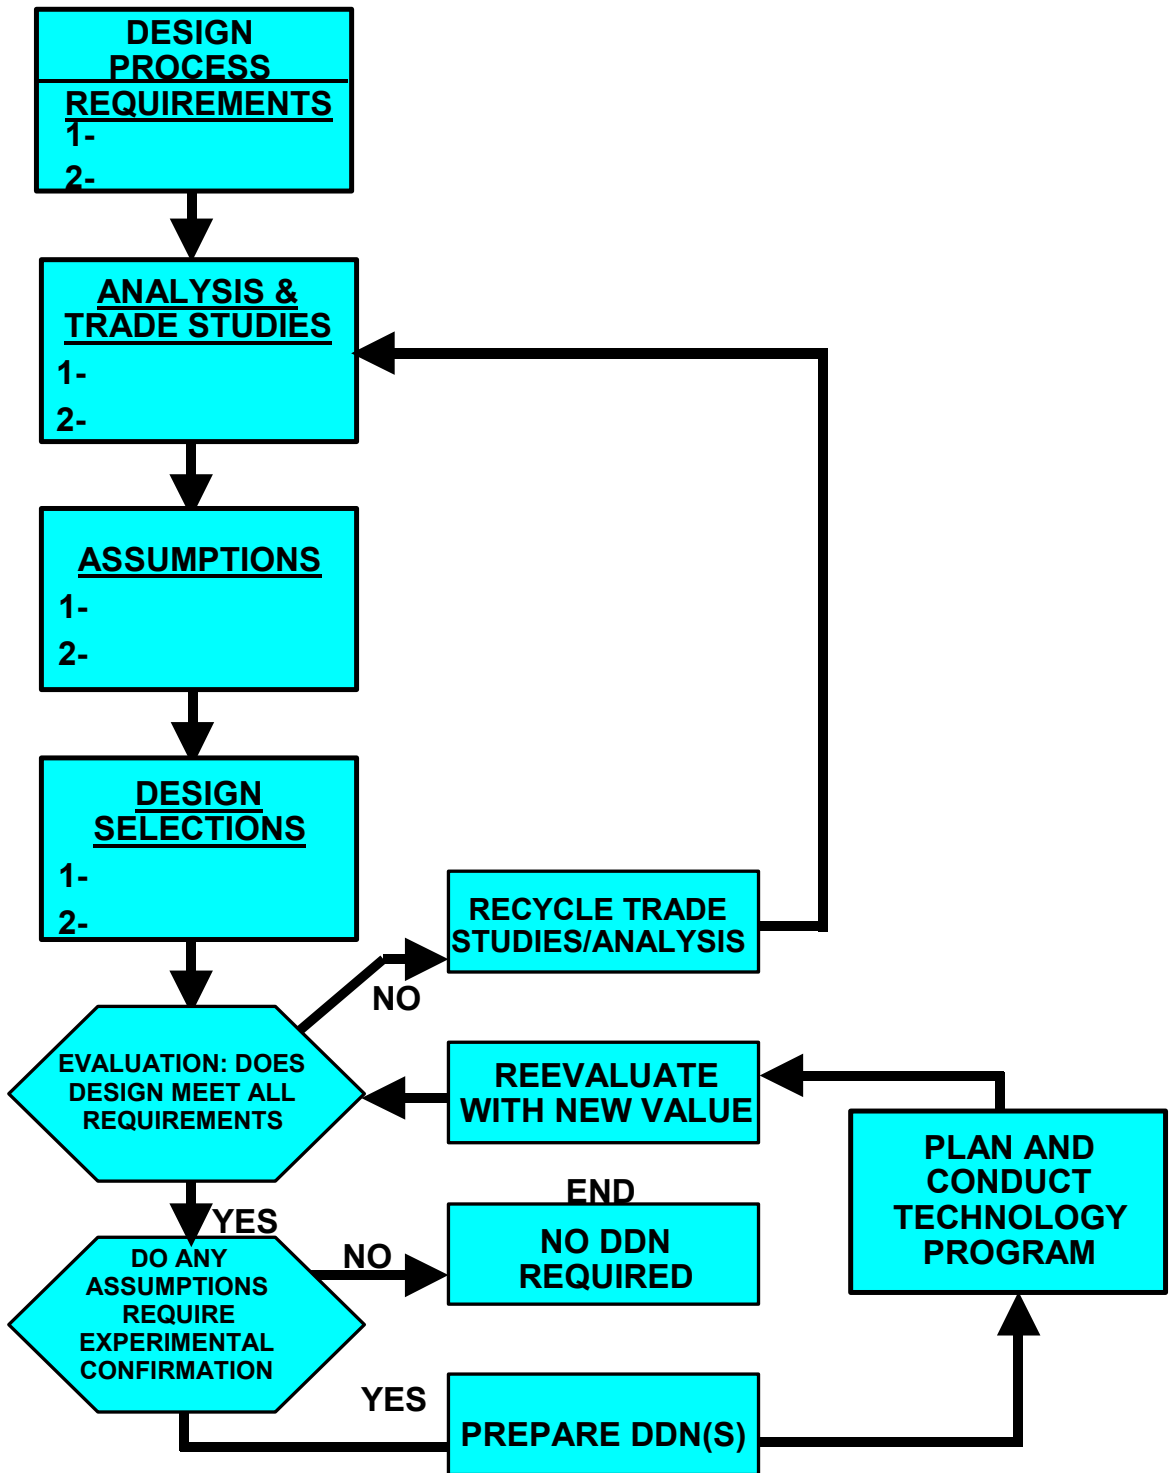 DESIGN
PROCESS
REQUIREMENTS
1-
2-
ANALYSIS &
TRADE STUDIES
1-
2-
ASSUMPTIONS
1-
2-
DESIGN
SELECTIONS
1-
2-
RECYCLE TRADE
STUDIES/ANALYSIS
NO
EVALUATION: DOES
DESIGN MEET ALL
REQUIREMENTS
REEVALUATE
WITH NEW VALUE
PLAN AND
CONDUCT
TECHNOLOGY
PROGRAM
YES
END
NO DDN
REQUIRED
NO
DO ANY
ASSUMPTIONS
REQUIRE
EXPERIMENTAL
CONFIRMATION
YES
PREPARE DDN(S)